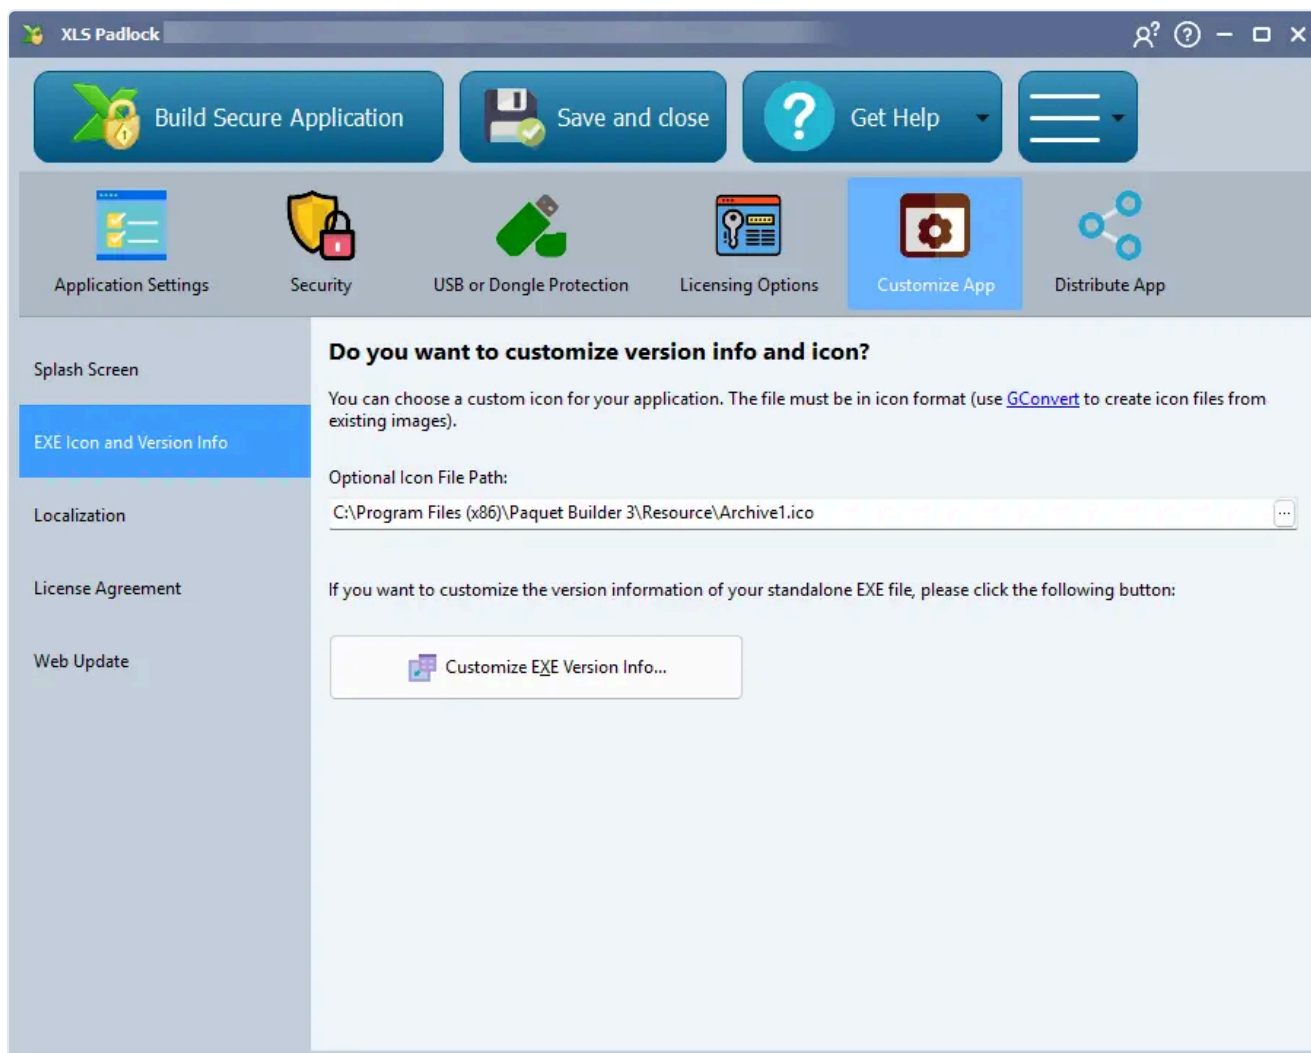 XLS Padlock
Build Secure Application
Save and close
Get Help
Application Settings
Security
USB or Dongle Protection
Licensing Options
Customize App
Distribute App
Splash Screen
EXE Icon and Version Info
Localization
License Agreement
Web Update
Do you want to customize version info and icon?
You can choose a custom icon for your application. The file must be in icon format (use GConvert to create icon files from
existing images).
Optional Icon File Path:
C:\Program Files (x86)\Paquet Builder 3\Resource\Archive1.ico
...
If you want to customize the version information of your standalone EXE file, please click the following button:
Customize EXE Version Info...